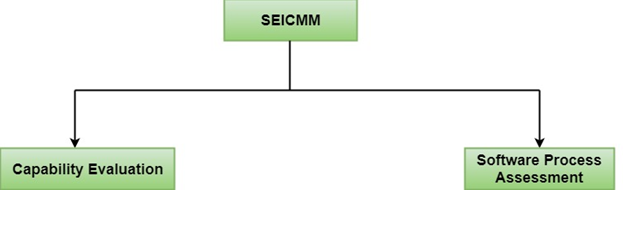 SEICMM
Capability Evaluation
Software Process
Assessment